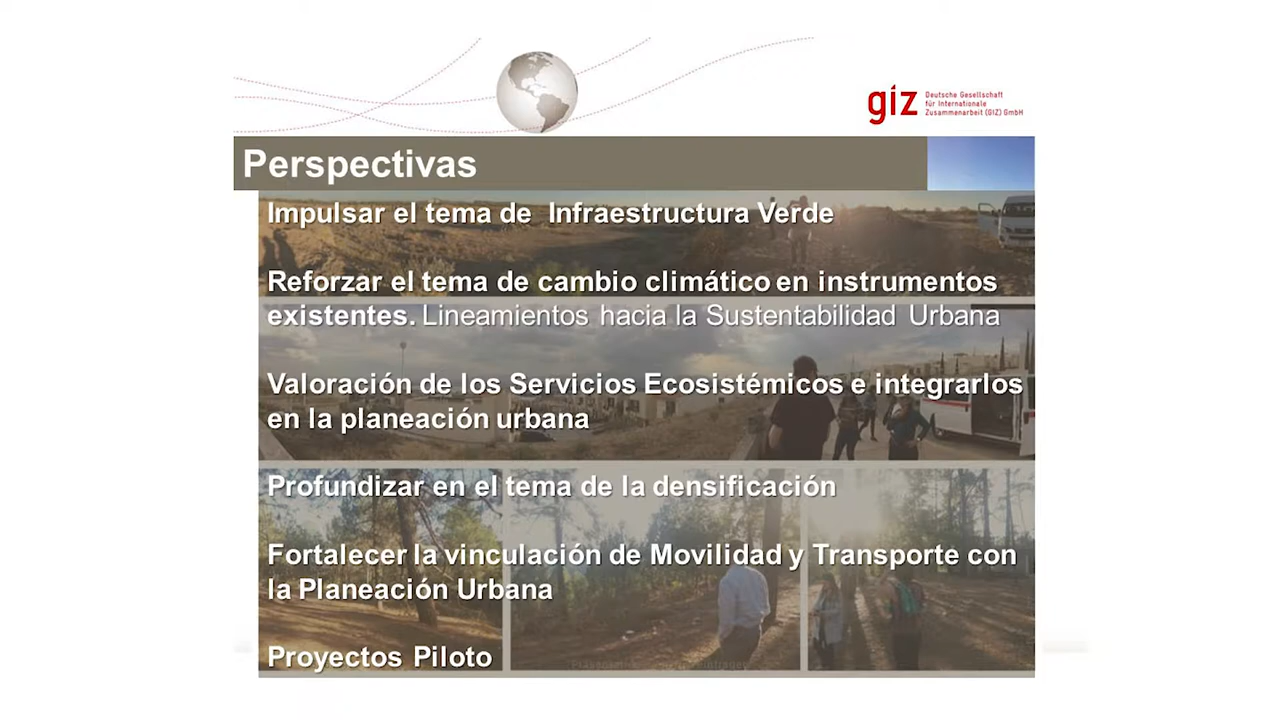 giz
Deutsche Gesellschaft
für Internationale
Zusammenarbeit (GIZ) GmbH
Perspectivas
Impulsar el tema de Infraestructura Verde
Reforzar el tema de cambio climático en instrumentos
existentes. Lineamientos hacia la Sustentabilidad Urbana
Valoración de los Servicios Ecosistémicos e integrarlos
en la planeación urbana
Profundizar en el tema de la densificación
Fortalecer la vinculación de Movilidad y Transporte con
la Planeación Urbana
Proyectos Piloto